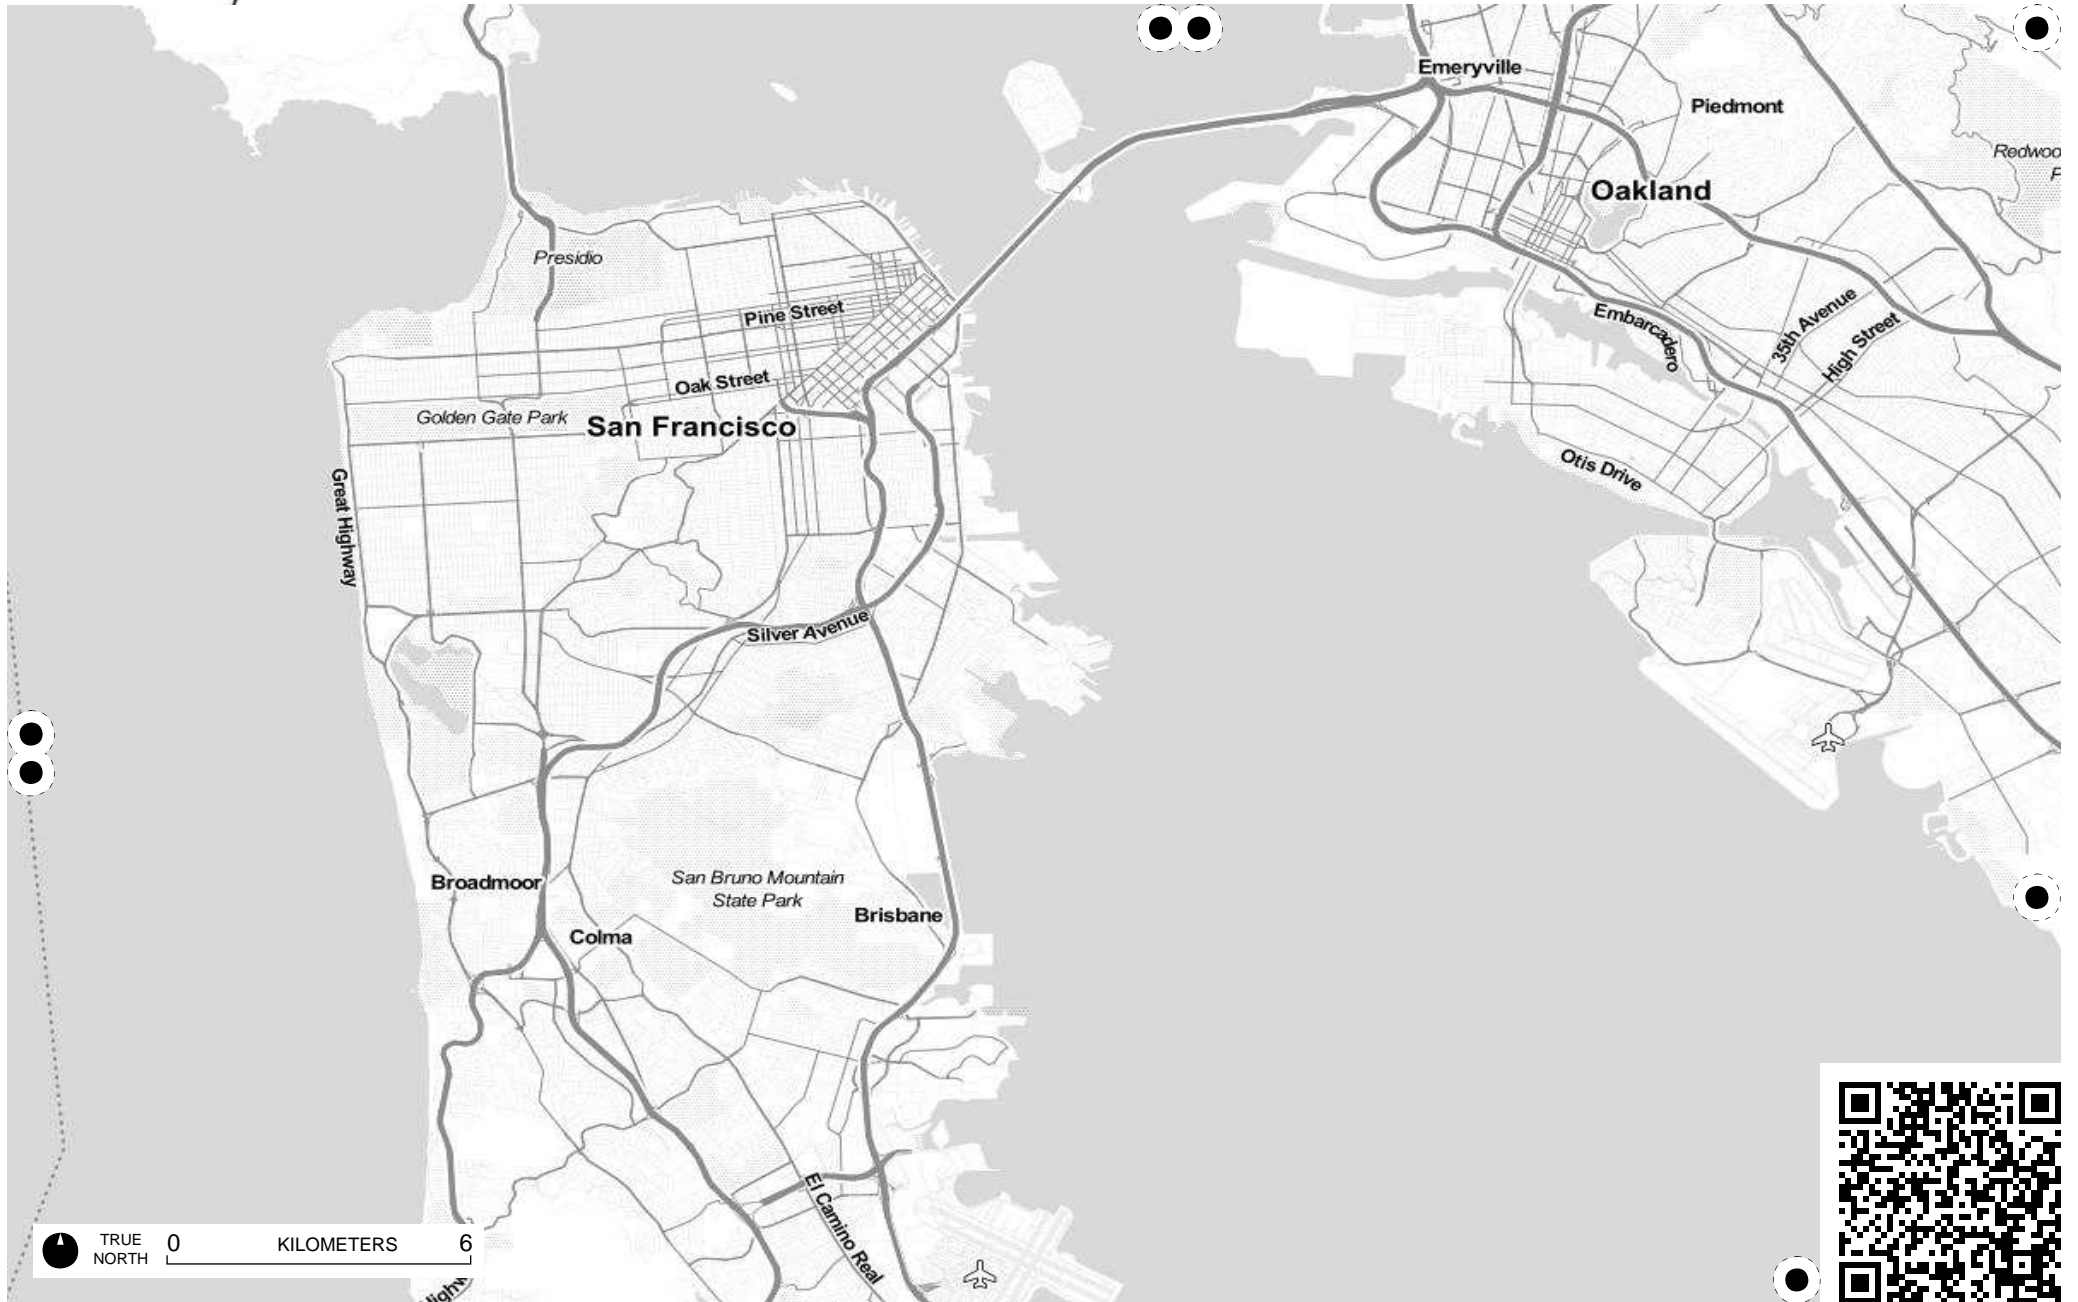 Emeryville
Piedmont
Redwoo
P
Oakland
Presidio
Pine Street
Embarcadero
35th Avenue
High Street
Oak Street
Golden Gate Park
San Francisco
Great Highway
Otis Drive
Silver Avenue
Broadmoor
San Bruno Mountain
State Park
Brisbane
Colma
El Camino Real
TRUE
NORTH
0
KILOMETERS
6